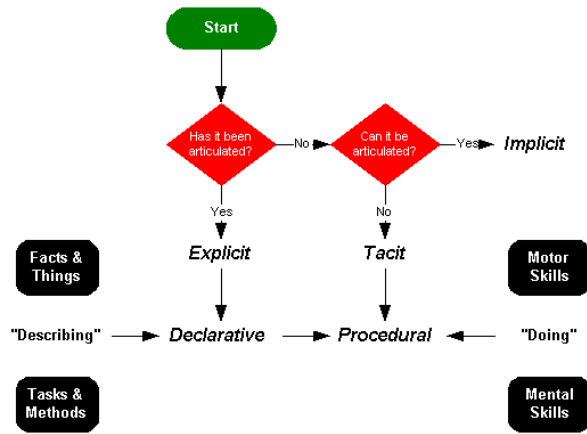 Start
Has it been
articulated?
No
Can it be
articulated?
Yes
Implicit
Yes
No
Facts &
Things
Explicit
Tacit
Motor
Skills
"Describing"
Declarative
Procedural
"Doing"
Tasks &
Methods
Mental
Skills